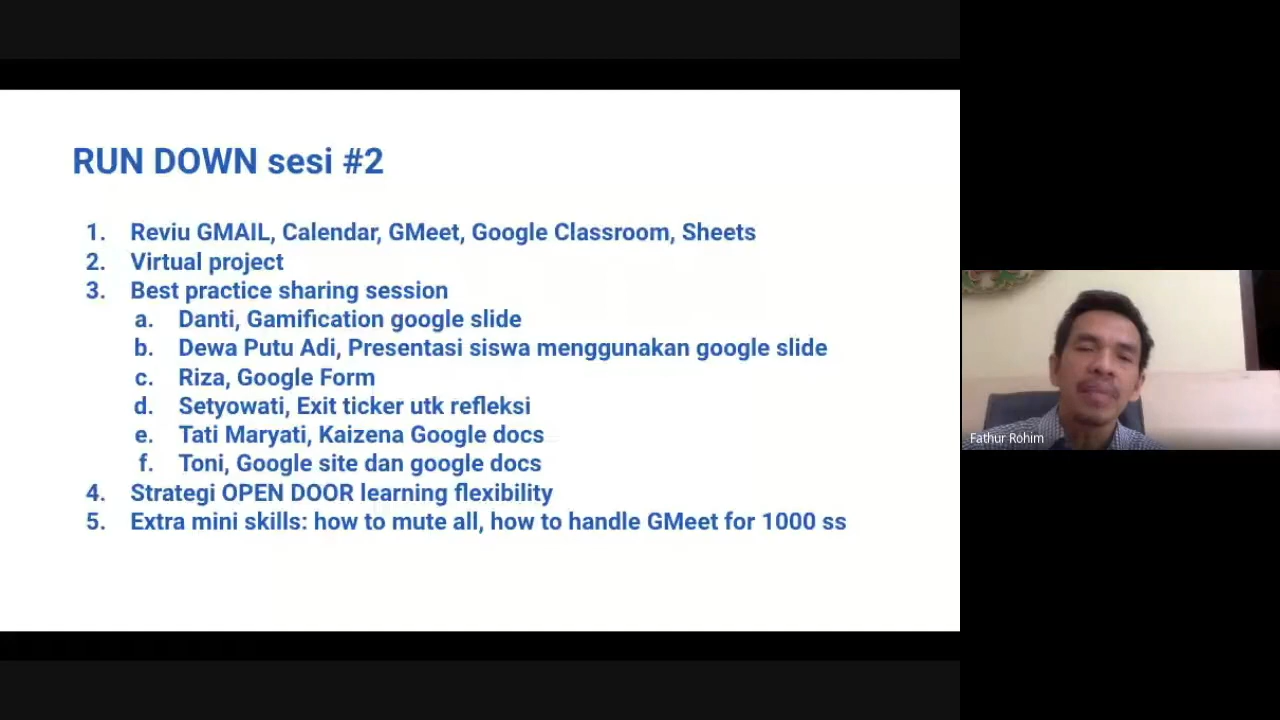 RUN DOWN sesi #2
1. Reviu GMAIL, Calendar, GMeet, Google Classroom, Sheets
2. Virtual project
3. Best practice sharing session
a. Danti, Gamification google slide
b. Dewa Putu Adi, Presentasi siswa menggunakan google slide
c. Riza, Google Form
d. Setyowati, Exit ticker utk refleksi
e. Tati Maryati, Kaizena Google docs
f. Toni, Google site dan google docs
4. Strategi OPEN DOOR learning flexibility
5. Extra mini skills: how to mute all, how to handle GMeet for 1000 ss
Fathur Rohim